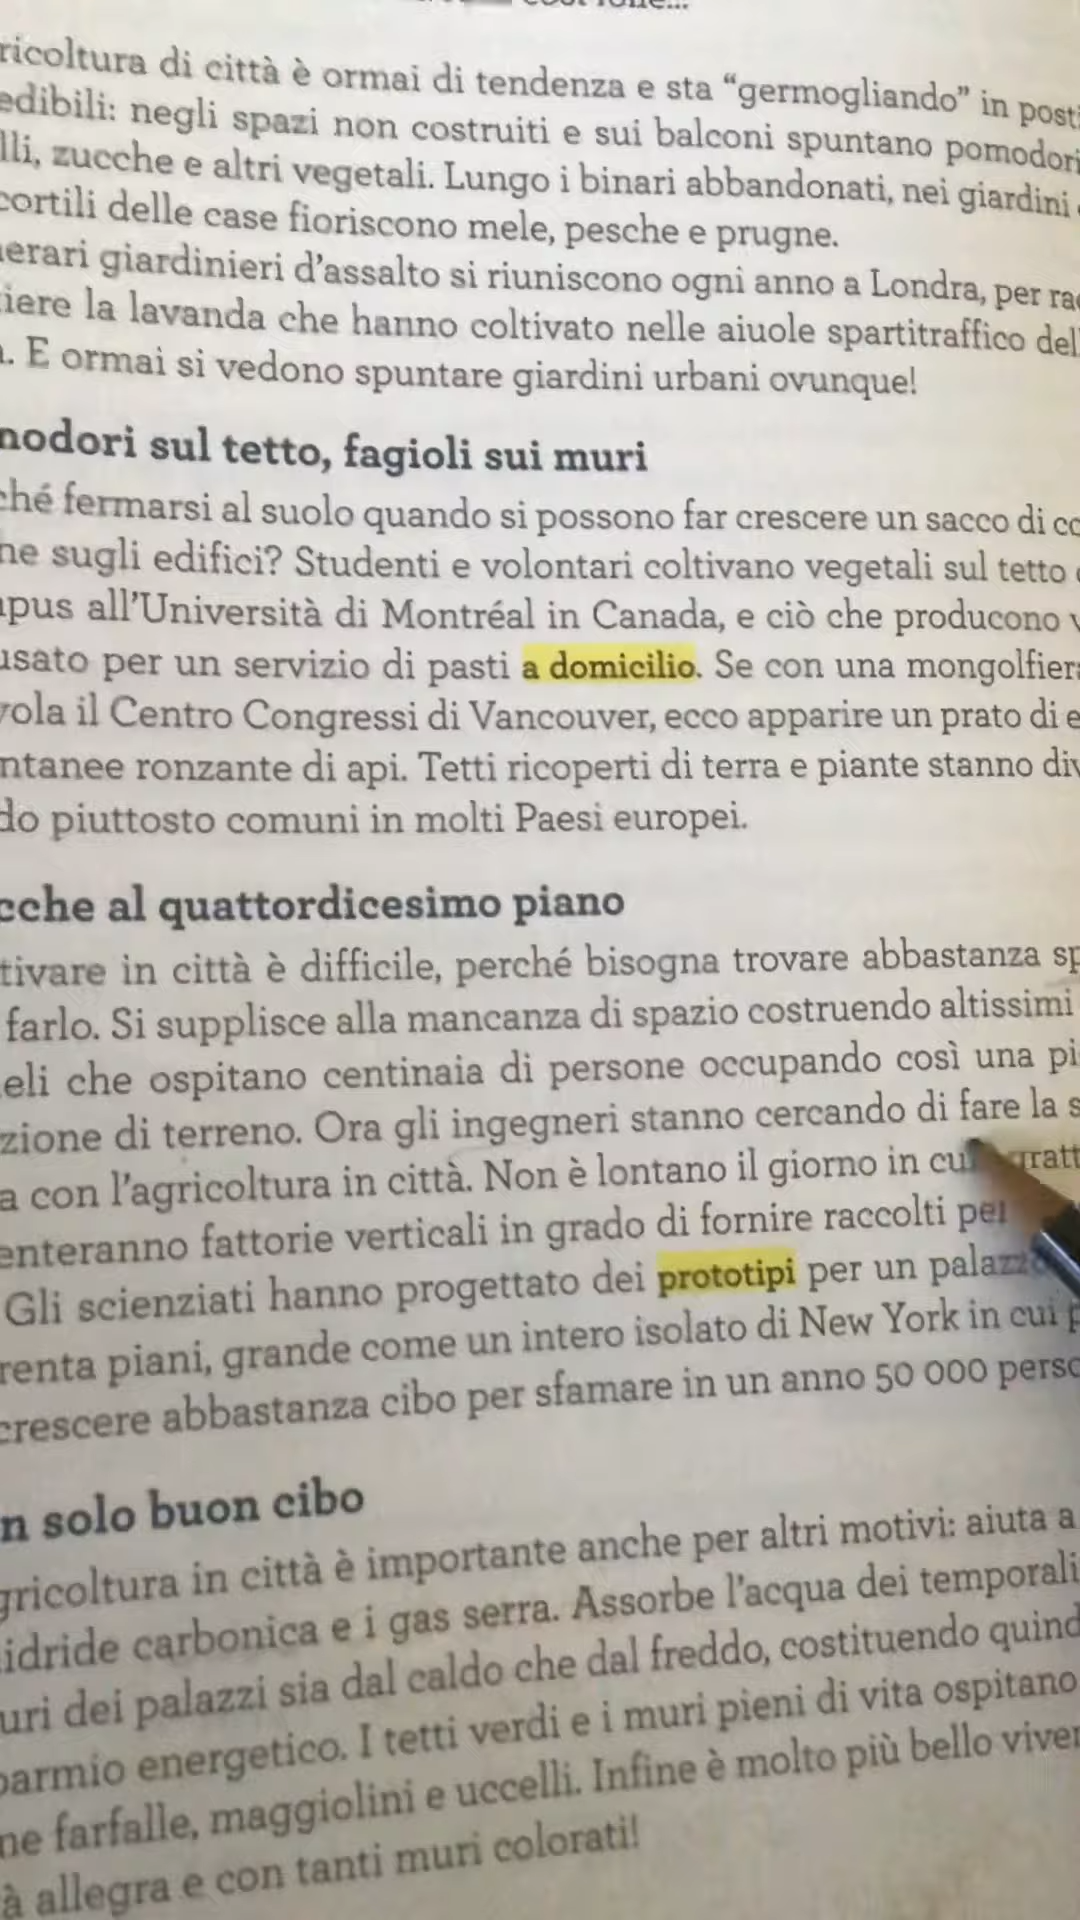 ricoltura di città è ormai di tendenza e sta “germogliando” in posti
edibili: negli spazi non costruiti e sui balconi spuntano pomodori
lli, zucche e altri vegetali. Lungo i binari abbandonati, nei giardini
cortili delle case fioriscono mele, pesche e prugne.
erari giardinieri d’assalto si riuniscono ogni anno a Londra, per rac
iere la lavanda che hanno coltivato nelle aiuole spartitraffico del
. E ormai si vedono spuntare giardini urbani ovunque!
modori sul tetto, fagioli sui muri
ché fermarsi al suolo quando si possono far crescere un sacco di co
ne sugli edifici? Studenti e volontari coltivano vegetali sul tetto
pus all’Università di Montréal in Canada, e ciò che producono v
usato per un servizio di pasti a domicilio. Se con una mongolfiera
vola il Centro Congressi di Vancouver, ecco apparire un prato di e
ntanee ronzante di api. Tetti ricoperti di terra e piante stanno div
do piuttosto comuni in molti Paesi europei.
cche al quattordicesimo piano
tivare in città è difficile, perché bisogna trovare abbastanza sp
farlo. Si supplisce alla mancanza di spazio costruendo altissimi
eli che ospitano centinaia di persone occupando così una pi
zione di terreno. Ora gli ingegneri stanno cercando di fare la s
a con l’agricoltura in città. Non è lontano il giorno in cui gratt
enteranno fattorie verticali in grado di fornire raccolti per
Gli scienziati hanno progettato dei prototipi per un palazzo
renta piani, grande come un intero isolato di New York in cui p
crescere abbastanza cibo per sfamare in un anno 50 000 perso
n solo buon cibo
gricoltura in città è importante anche per altri motivi: aiuta a
idride carbonica e i gas serra. Assorbe l’acqua dei temporali
uri dei palazzi sia dal caldo che dal freddo, costituendo quind
parmio energetico. I tetti verdi e i muri pieni di vita ospitano
ne farfalle, maggiolini e uccelli. Infine è molto più bello viver
à allegra e con tanti muri colorati!